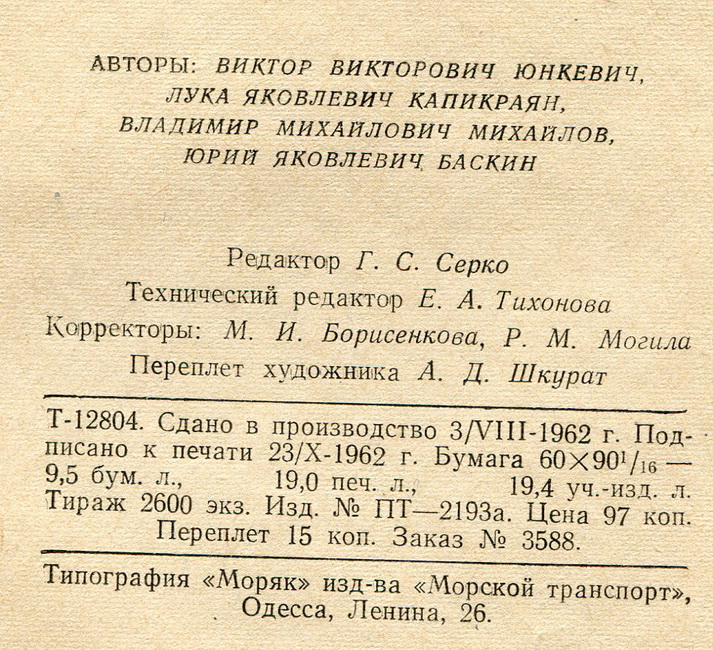 АВТОРЫ: ВИКТОР ВИКТОРОВИЧ ЮНКЕВИЧ,
ЛУКА ЯКОВЛЕВИЧ КАПИКРАЯН,
ВЛАДИМИР МИХАЙЛОВИЧ МИХАЙЛОВ,
ЮРИЙ ЯКОВЛЕВИЧ БАСКИН
Редактор Г. С. Серко
Технический редактор Е. А. Тихонова
Корректоры: М. И. Борисенкова, Р. М. Могила
Переплет художника А. Д. Шкурат
Т-12804. Сдано в производство 3/VIII-1962 г. Под-
писано к печати 23/X-1962 г. Бумага 60×90¹/₁₆ —
9,5 бум. л., 19,0 печ. л., 19,4 уч.-изд. л.
Тираж 2600 экз. Изд. № ПТ—2193а. Цена 97 коп.
Переплет 15 коп. Заказ № 3588.
Типография «Моряк» изд-ва «Морской транспорт»,
Одесса, Ленина, 26.